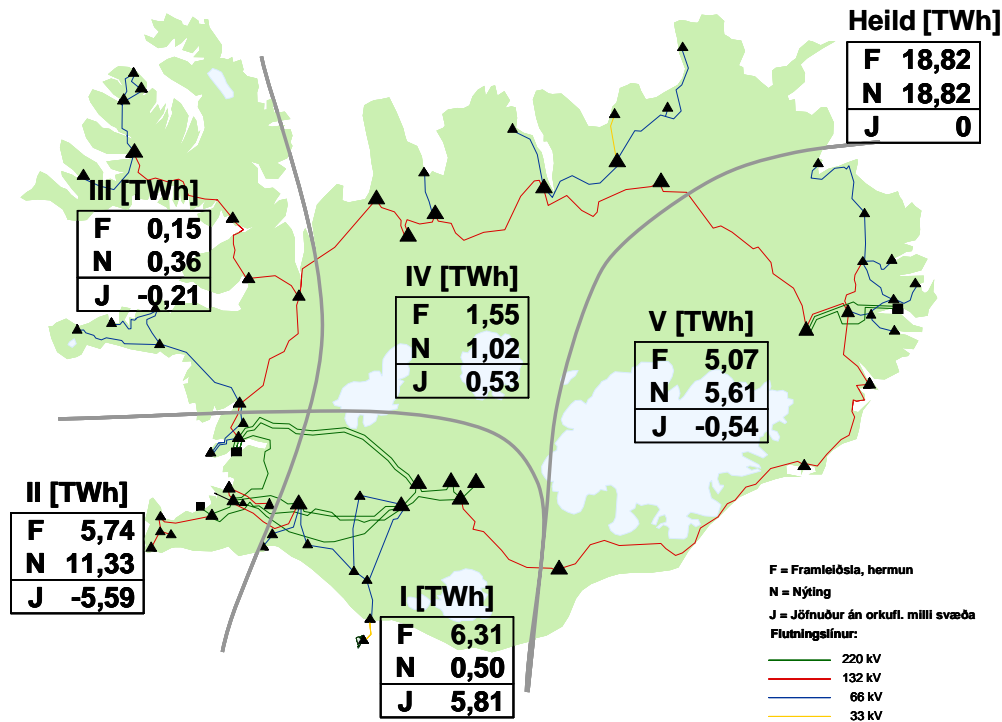 Heild [TWh]
F 18,82
N 18,82
J 0
III [TWh]
F 0,15
N 0,36
J -0,21
IV [TWh]
F 1,55
N 1,02
J 0,53
V [TWh]
F 5,07
N 5,61
J -0,54
II [TWh]
F 5,74
N 11,33
J -5,59
I [TWh]
F 6,31
N 0,50
J 5,81
F = Framleiðsla, hermun
N = Nýting
J = Jöfnuður án orkufl. milli svæða
Flutningslínur:
220 kV
132 kV
66 kV
33 kV